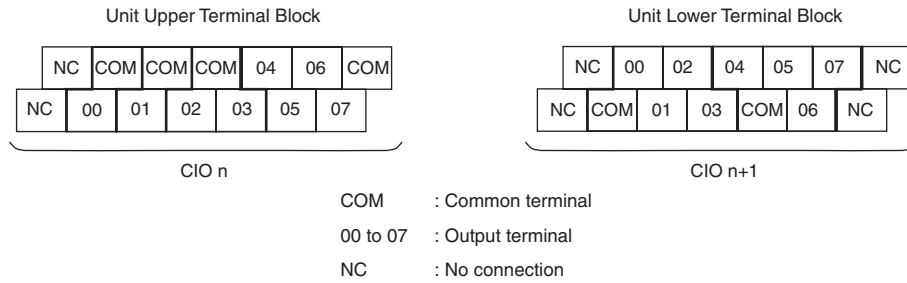 Unit Upper Terminal Block Unit Lower Terminal Block
NC COM COM COM 04 06 COM NC 00 02 04 05 07 NC
NC 00 01 02 03 05 07 NC COM 01 03 COM 06 NC
CIO n CIO n+1
COM : Common terminal
00 to 07 : Output terminal
NC : No connection